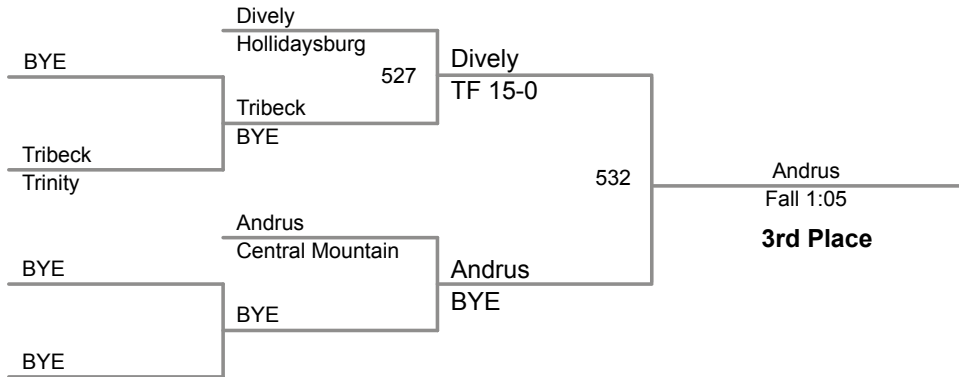 Dively
Hollidaysburg
BYE
527
Dively
TF 15-0
Tribeck
BYE
Tribeck
Trinity
532
Andrus
Fall 1:05
3rd Place
Andrus
Central Mountain
BYE
Andrus
BYE
BYE
BYE